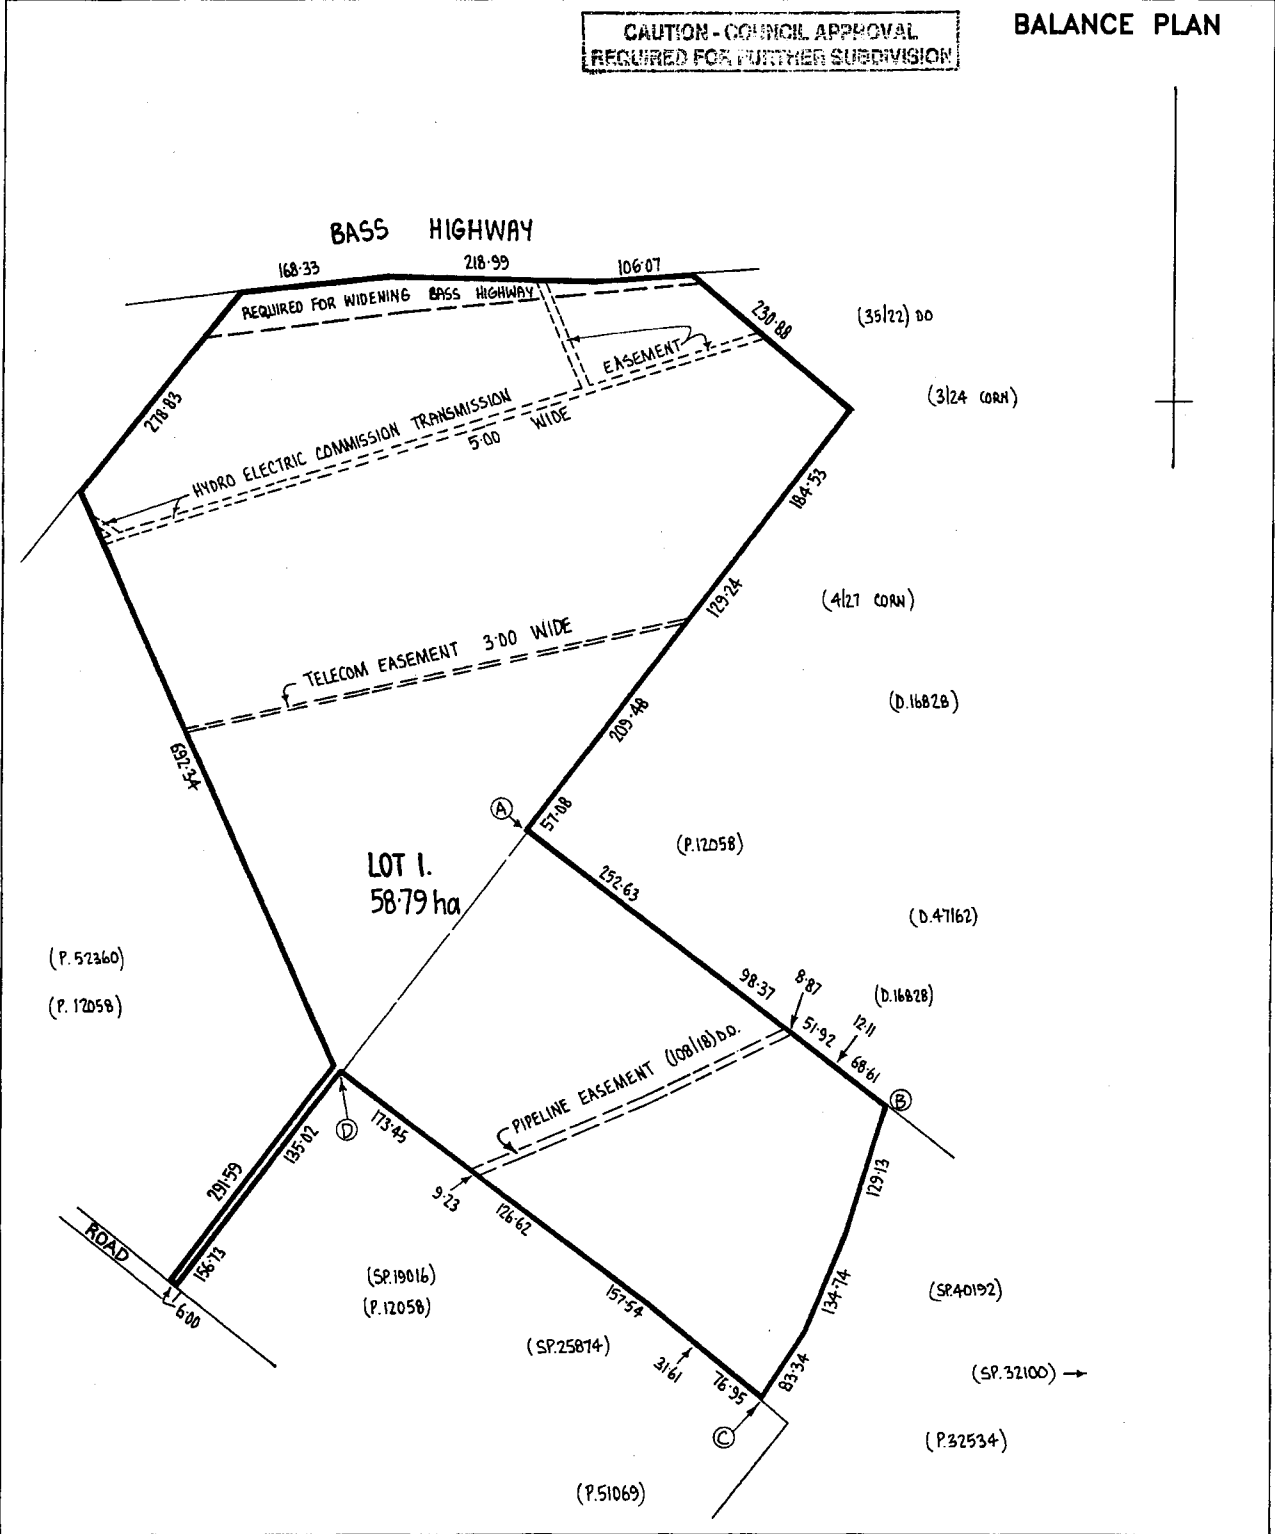 BALANCE PLAN
CAUTION - COUNCIL APPROVAL
REQUIRED FOR FURTHER SUBDIVISION
BASS HIGHWAY
168·33
218·99
106·07
REQUIRED FOR WIDENING BASS HIGHWAY
230·88
(35/22) DO
EASEMENT
(3/24 CORN)
278·83
HYDRO ELECTRIC COMMISSION TRANSMISSION
5·00 WIDE
184·53
129·24
(4/27 CORN)
TELECOM EASEMENT 3·00 WIDE
209·48
(D.16828)
692·34
A
57·08
(P.12058)
LOT 1.
58·79 ha
252·63
(D.47162)
(P.52360)
98·37
8·87
(D.16828)
(P.12058)
51·92
12·11
68·61
PIPELINE EASEMENT (108/18) D.O.
B
D
173·45
135·02
291·59
129·13
9·23
126·62
ROAD
156·73
6·00
(SP.19016)
(P.12058)
157·54
134·74
(SP.40192)
(SP.25874)
31·61
76·95
83·34
(SP.32100)
C
(P.32534)
(P.51069)